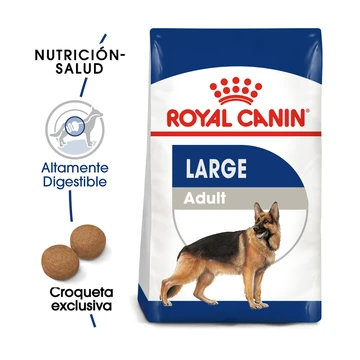 NUTRICIÓN-
SALUD
Altamente
Digestible
Croqueta
exclusiva
ROYAL CANIN
LARGE
Adult